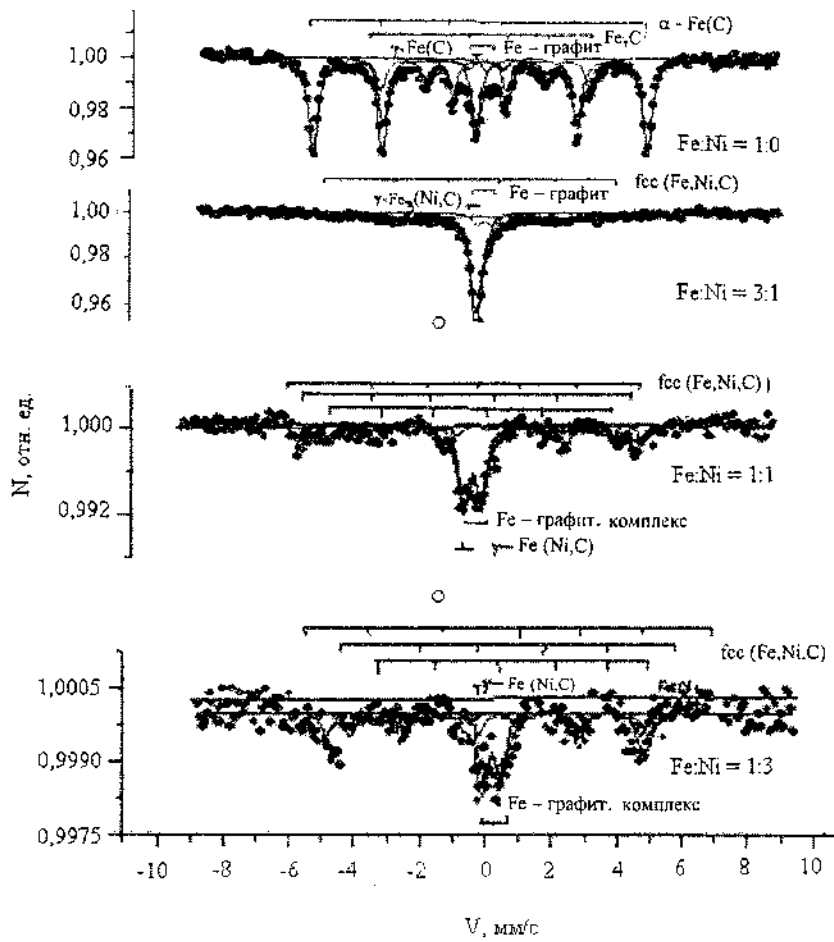 α - Fe(C)
Fe₇C
γ-Fe(C)
Fe – графит
1,00
0,98
0,96
Fe:Ni = 1:0
fcc (Fe,Ni,C)
γ-Fe (Ni,C)
Fe – графит
1,00
0,98
0,96
Fe:Ni = 3:1
fcc (Fe,Ni,C)
1,000
0,992
Fe:Ni = 1:1
Fe – графит. комплекс
γ– Fe (Ni,C)
N, отн. ед.
fcc (Fe,Ni,C)
γ– Fe (Ni,C)
1,0005
0,9990
0,9975
Fe:Ni = 1:3
Fe – графит. комплекс
-10 -8 -6 -4 -2 0 2 4 6 8 10
V, мм/с